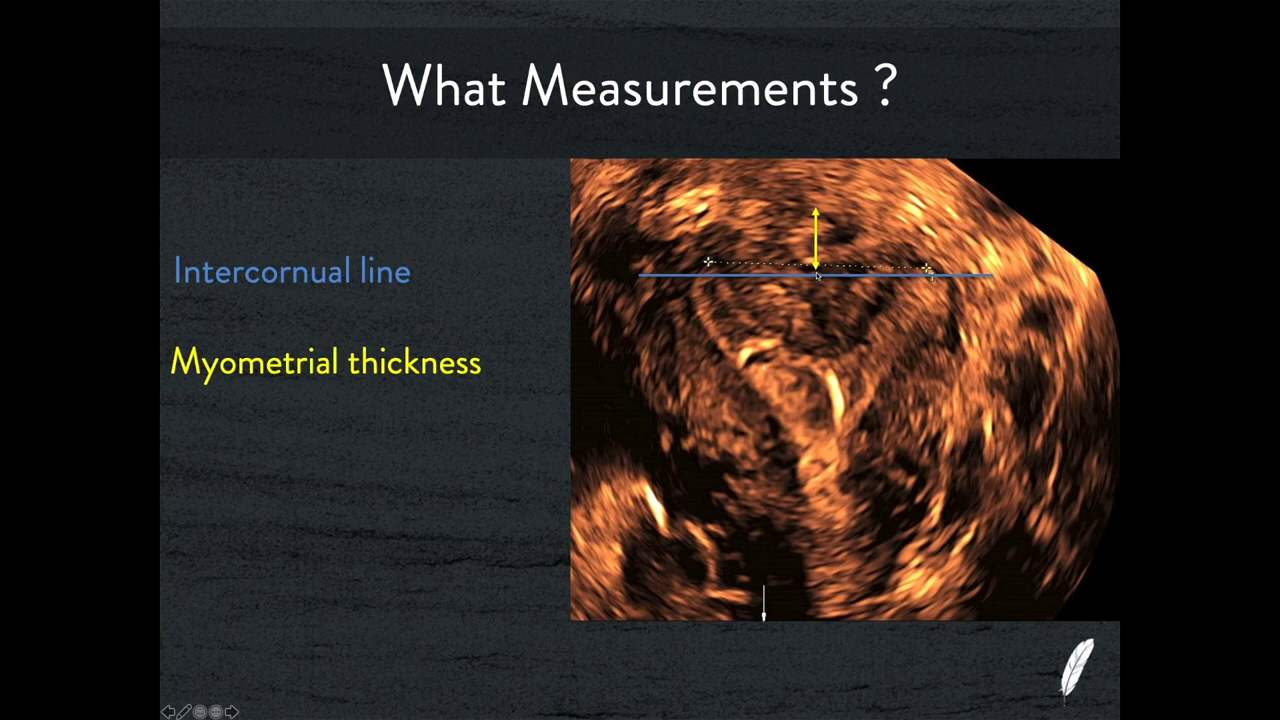 What Measurements ?
Intercornual line
Myometrial thickness